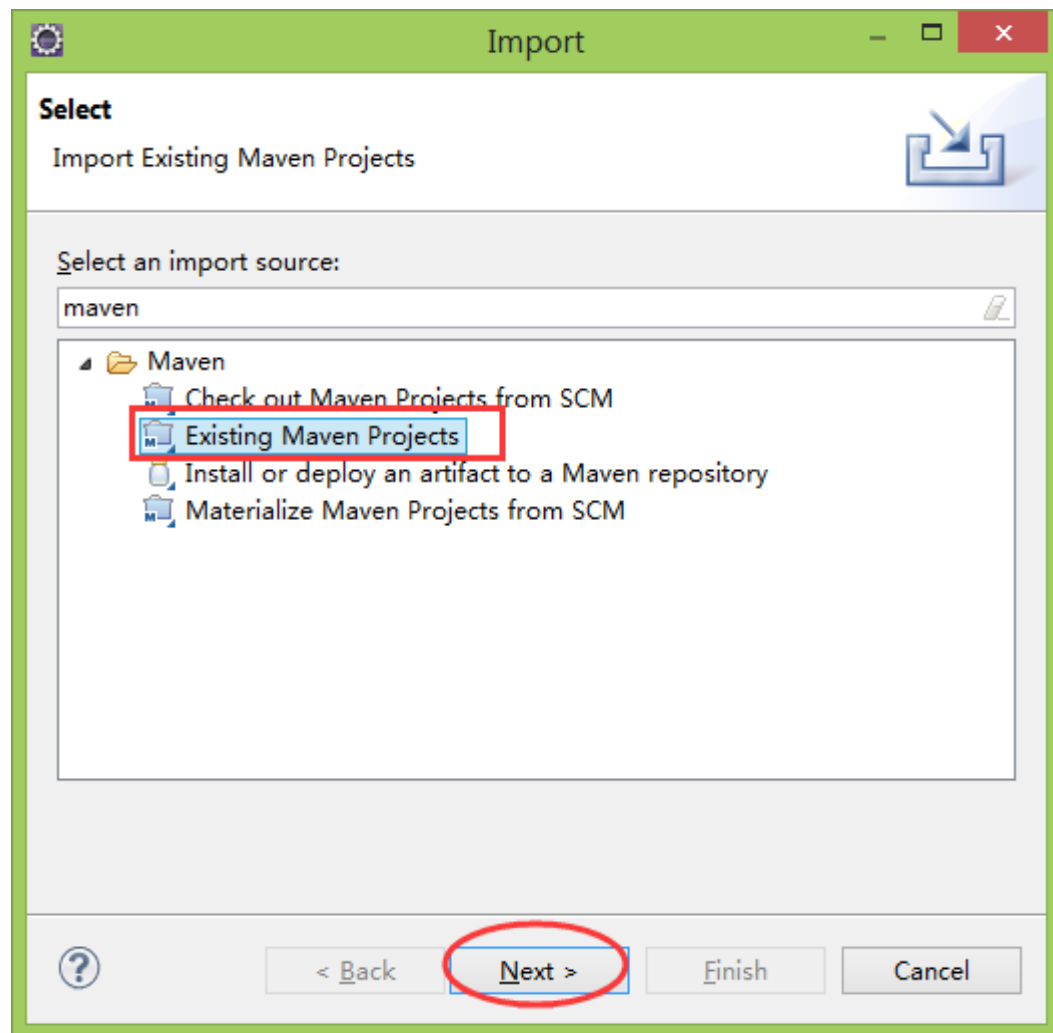 Import
Select
Import Existing Maven Projects
Select an import source:
maven
Maven
Check out Maven Projects from SCM
Existing Maven Projects
Install or deploy an artifact to a Maven repository
Materialize Maven Projects from SCM
< Back Next > Finish Cancel